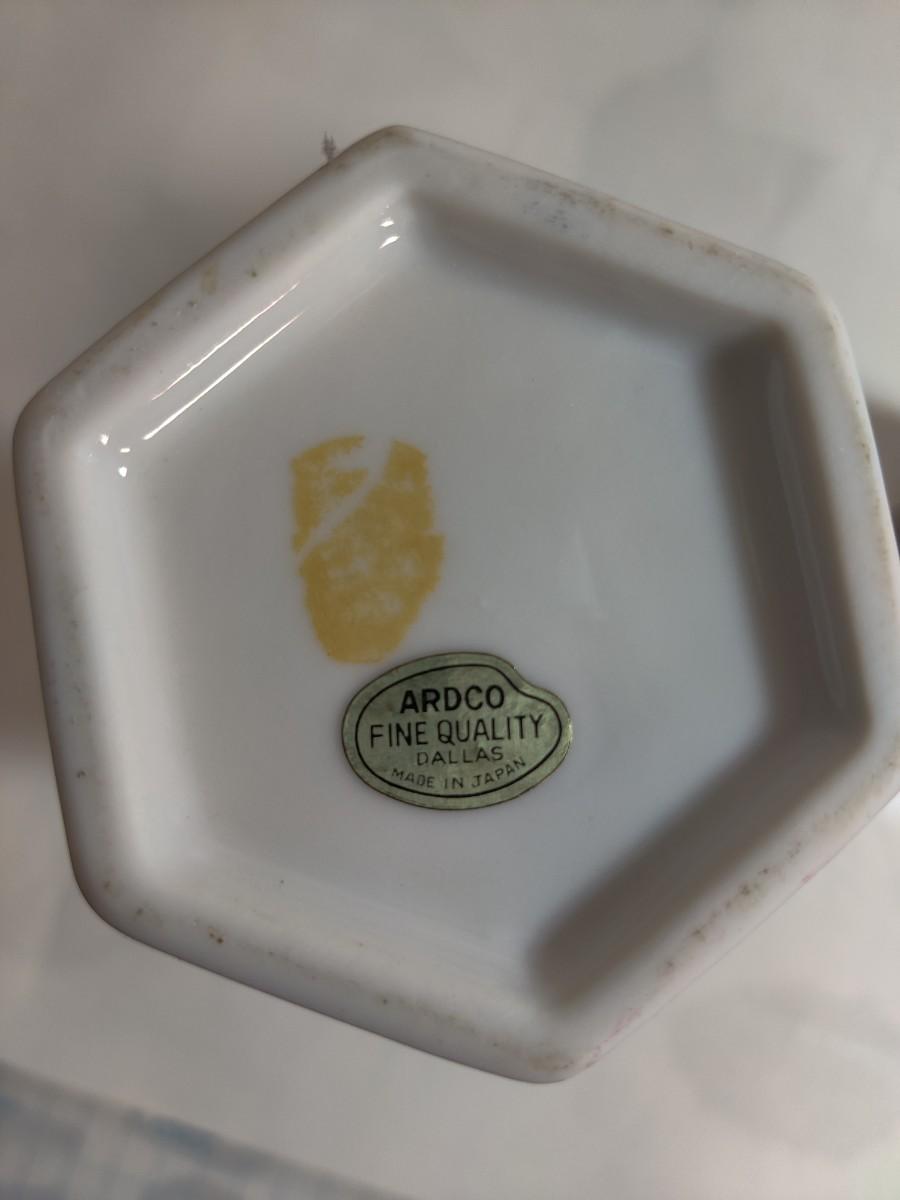 ARDCO
FINE QUALITY
DALLAS
MADE IN JAPAN